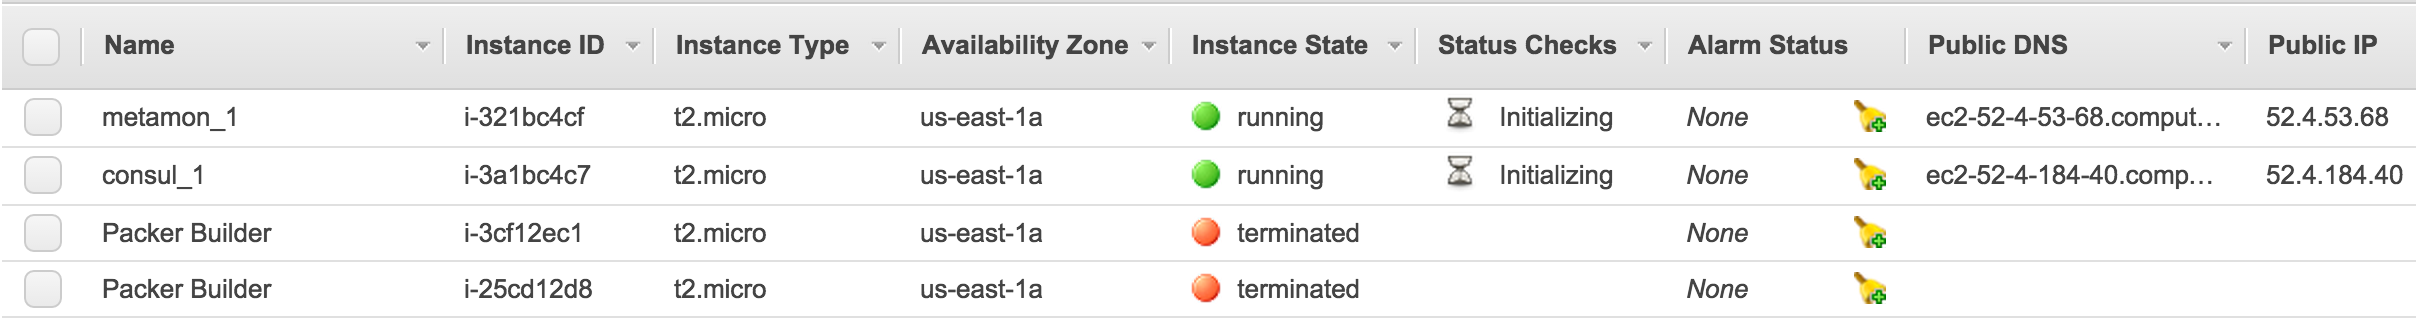 Name Instance ID Instance Type Availability Zone Instance State Status Checks Alarm Status Public DNS Public IP
metamon_1 i-321bc4cf t2.micro us-east-1a running Initializing None ec2-52-4-53-68.comput… 52.4.53.68
consul_1 i-3a1bc4c7 t2.micro us-east-1a running Initializing None ec2-52-4-184-40.comp… 52.4.184.40
Packer Builder i-3cf12ec1 t2.micro us-east-1a terminated None
Packer Builder i-25cd12d8 t2.micro us-east-1a terminated None